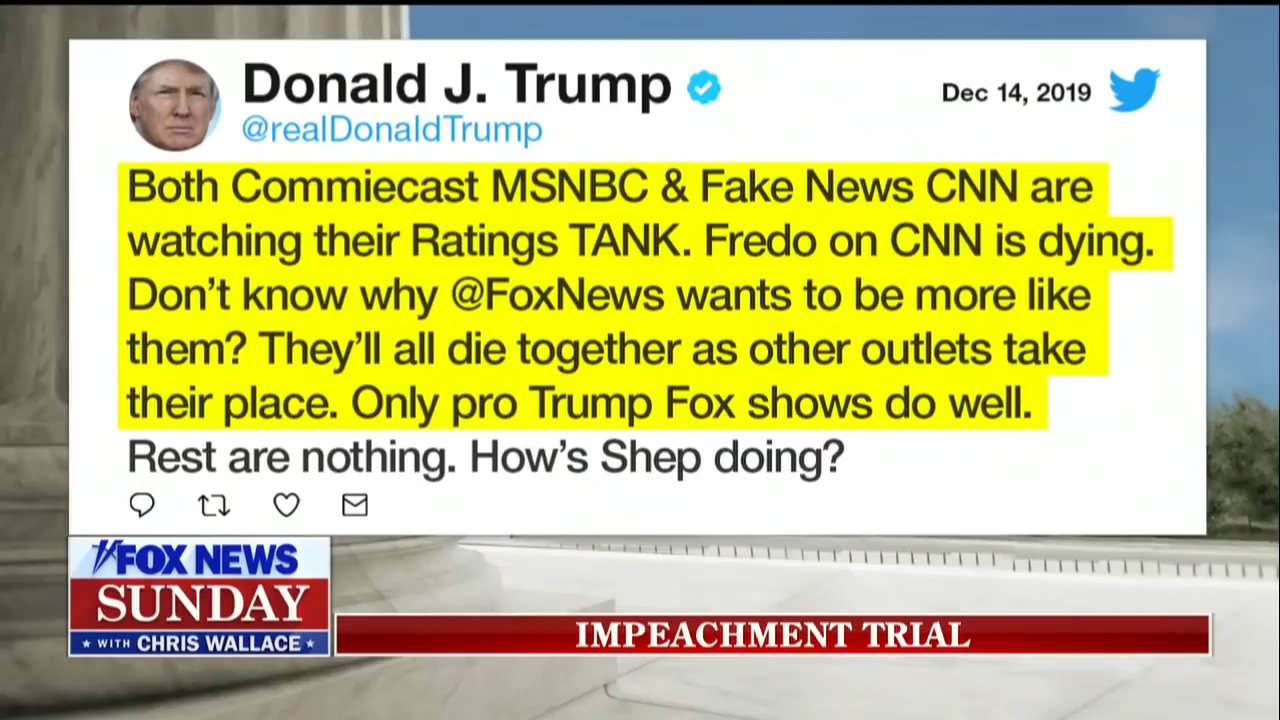 Donald J. Trump
Dec 14, 2019
@realDonaldTrump
Both Commiecast MSNBC & Fake News CNN are
watching their Ratings TANK. Fredo on CNN is dying.
Don't know why @FoxNews wants to be more like
them? They'll all die together as other outlets take
their place. Only pro Trump Fox shows do well.
Rest are nothing. How's Shep doing?
FOX NEWS
SUNDAY
WITH CHRIS WALLACE
IMPEACHMENT TRIAL